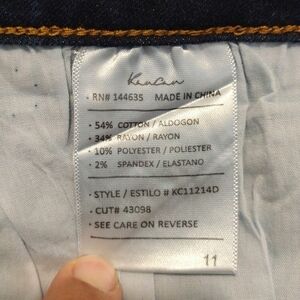 KanCan
• RN# 144635 MADE IN CHINA
• 54% COTTON / ALDOGON
• 34% RAYON / RAYON
• 10% POLYESTER / POLIESTER
• 2% SPANDEX / ELASTANO
• STYLE / ESTILO # KC11214D
• CUT# 43098
• SEE CARE ON REVERSE
11